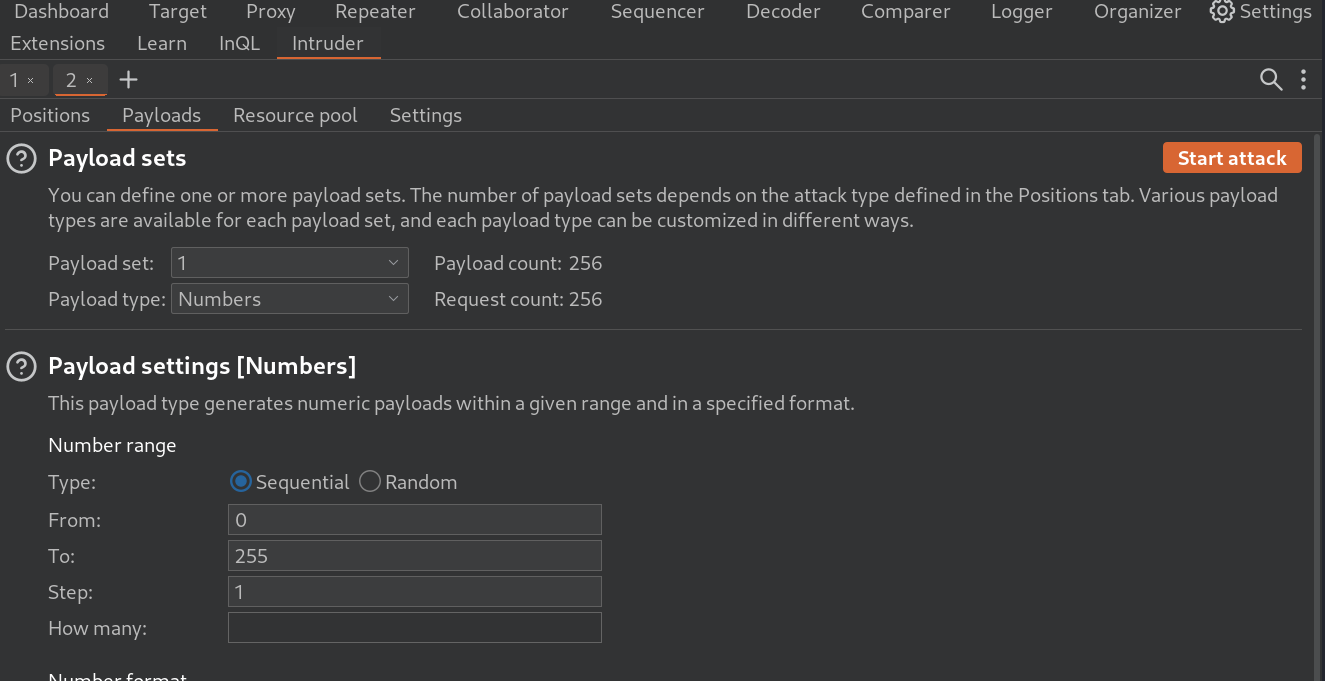 Dashboard Target Proxy Repeater Collaborator Sequencer Decoder Comparer Logger Organizer Settings
Extensions Learn InQL Intruder
1 × 2 × +
Positions Payloads Resource pool Settings
? Payload sets Start attack
You can define one or more payload sets. The number of payload sets depends on the attack type defined in the Positions tab. Various payload
types are available for each payload set, and each payload type can be customized in different ways.
Payload set: 1 Payload count: 256
Payload type: Numbers Request count: 256
? Payload settings [Numbers]
This payload type generates numeric payloads within a given range and in a specified format.
Number range
Type: Sequential Random
From: 0
To: 255
Step: 1
How many:
Number format